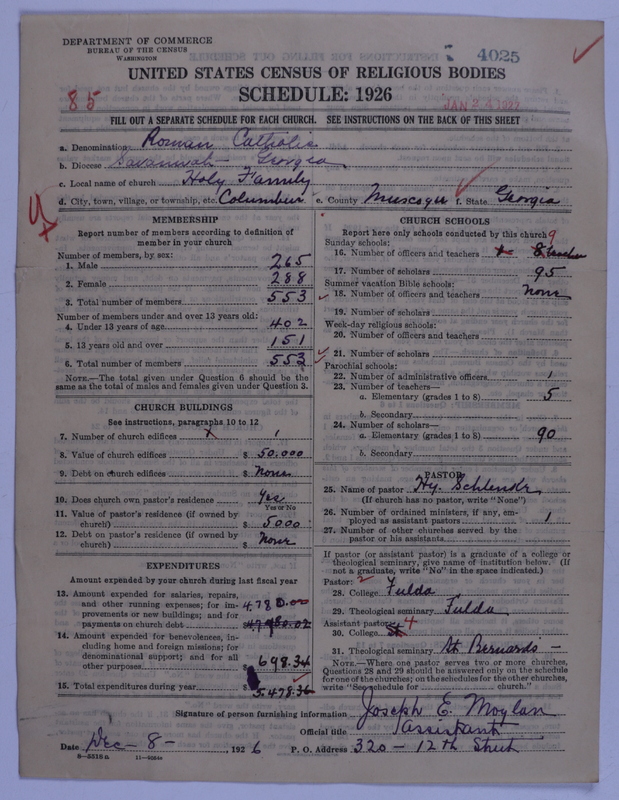 DEPARTMENT OF COMMERCE
BUREAU OF THE CENSUS
WASHINGTON
4025
UNITED STATES CENSUS OF RELIGIOUS BODIES
SCHEDULE: 1926
85
JAN 24 1927
FILL OUT A SEPARATE SCHEDULE FOR EACH CHURCH. SEE INSTRUCTIONS ON THE BACK OF THIS SHEET
a. Denomination Roman Catholic
b. Diocese Savannah - Georgia
c. Local name of church Holy Family
d. City, town, village, or township, etc. Columbus e. County Muscogee f. State Georgia
MEMBERSHIP
Report number of members according to definition of member in your church
Number of members, by sex:
1. Male 265
2. Female 288
3. Total number of members 553
Number of members under and over 13 years old:
4. Under 13 years of age 402
5. 13 years old and over 151
6. Total number of members 553
NOTE.—The total given under Question 6 should be the same as the total of males and females given under Question 3.
CHURCH BUILDINGS
See instructions, paragraphs 10 to 12
7. Number of church edifices 1
8. Value of church edifices $ 50.000
9. Debt on church edifices $ None
10. Does church own pastor's residence Yes
Yes or No
11. Value of pastor's residence (if owned by church) $ 5000
12. Debt on pastor's residence (if owned by church) $ None
EXPENDITURES
Amount expended by your church during last fiscal year
13. Amount expended for salaries, repairs, and other running expenses; for improvements or new buildings; and for payments on church debt 4780.00
14. Amount expended for benevolences, including home and foreign missions; for denominational support; and for all other purposes $ 698.34
15. Total expenditures during year $ 5.478.34
CHURCH SCHOOLS
Report here only schools conducted by this church
Sunday schools: 9
16. Number of officers and teachers 8 teachers
17. Number of scholars 95
Summer vacation Bible schools:
18. Number of officers and teachers None
19. Number of scholars
Week-day religious schools:
20. Number of officers and teachers
21. Number of scholars
Parochial schools:
22. Number of administrative officers 1
23. Number of teachers—
a. Elementary (grades 1 to 8) 5
b. Secondary
24. Number of scholars—
a. Elementary (grades 1 to 8) 90
b. Secondary
PASTOR
25. Name of pastor Hy. Schlenke
(If church has no pastor, write "None")
26. Number of ordained ministers, if any, employed as assistant pastors 1
27. Number of other churches served by the pastor or his assistants
If pastor (or assistant pastor) is a graduate of a college or theological seminary, give name of institution below. (If not a graduate, write "No" in the space indicated.)
Pastor: 2
28. College Fulda
29. Theological seminary Fulda
Assistant pastor: 4
30. College St
31. Theological seminary St Bernards -
NOTE.—Where one pastor serves two or more churches, Questions 28 and 29 should be answered only on the schedule for one of the churches; on the schedules for the other churches, write "See schedule for church."
Signature of person furnishing information Joseph E. Moylan
Official title Assistant
Date Dec - 8 - 1926 P. O. Address 320 - 12th Street
8—5518 a